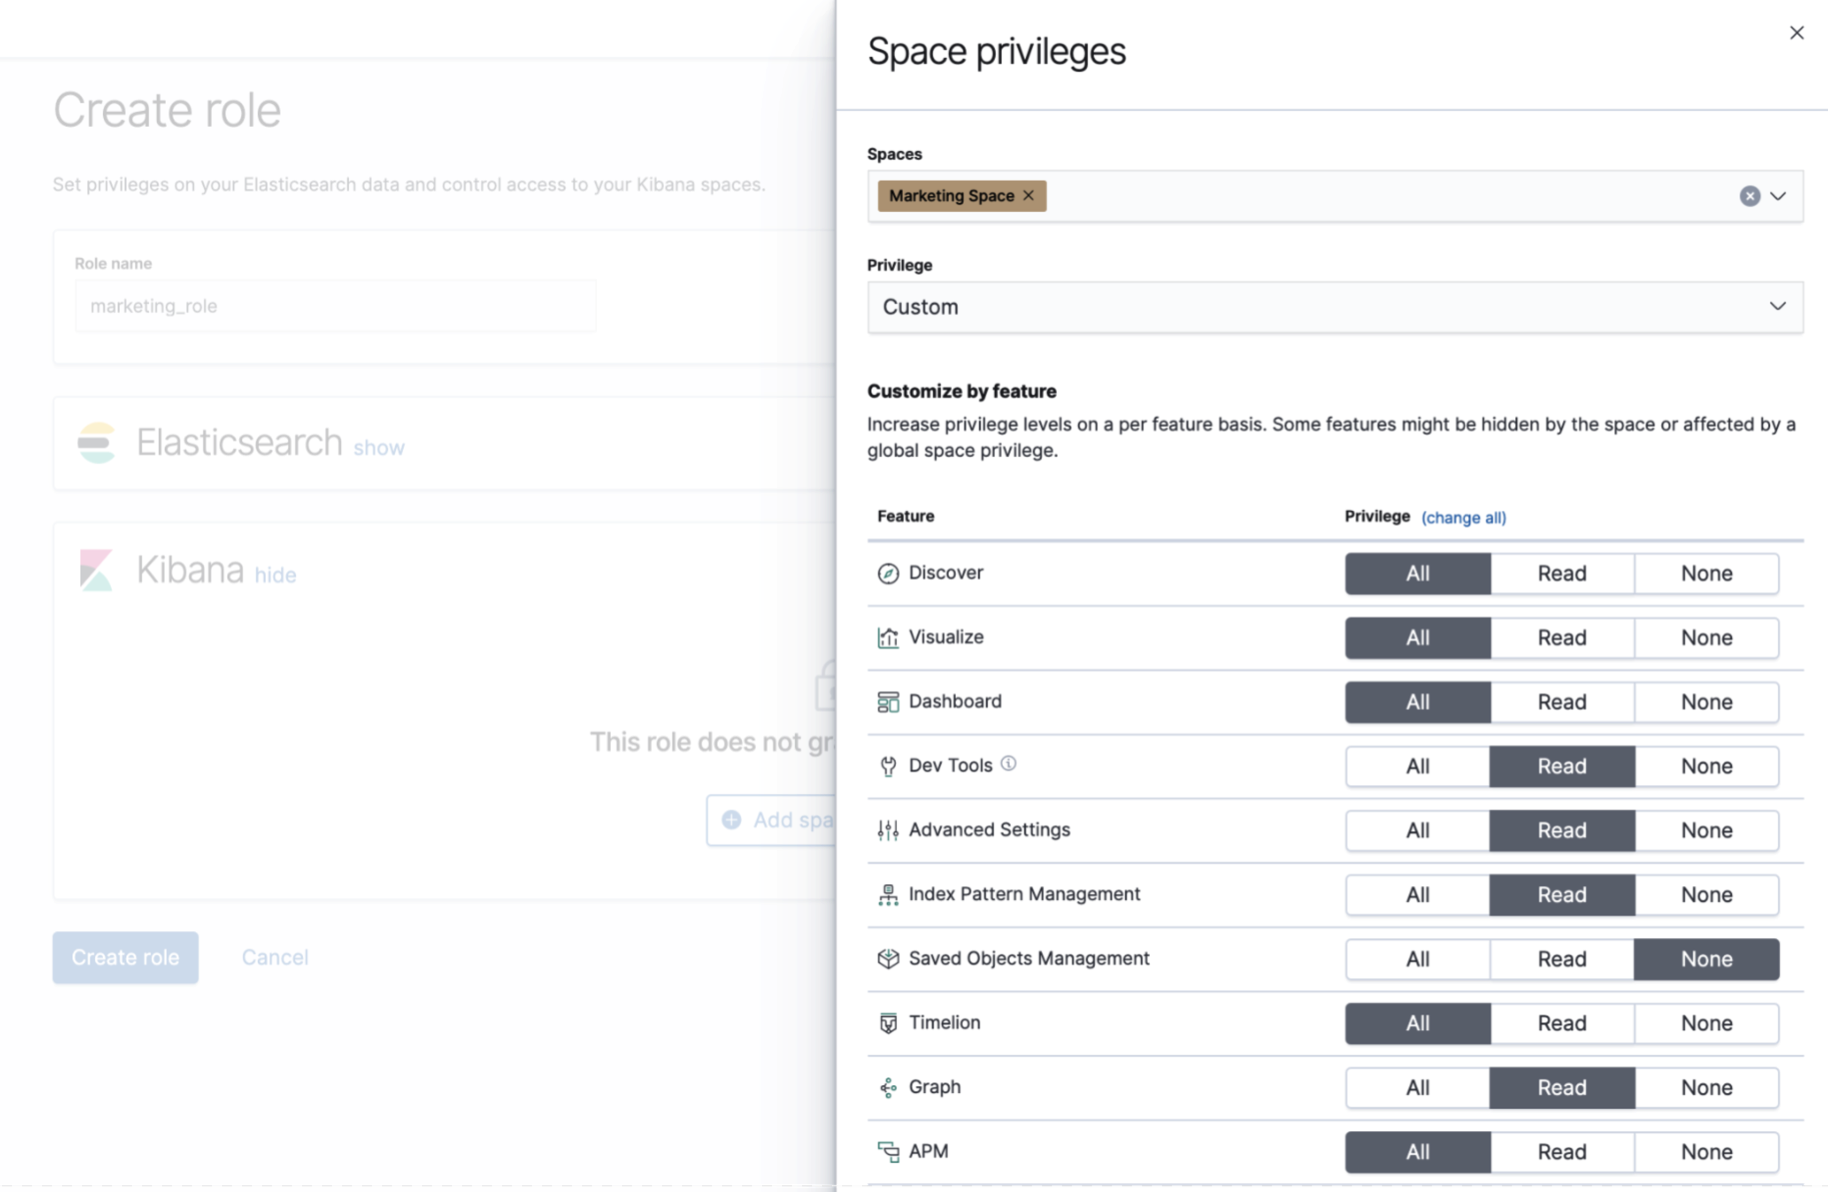 Create role
Set privileges on your Elasticsearch data and control access to your Kibana spaces.
Role name
marketing_role
Elasticsearch show
Kibana hide
This role does not gr
Add spa
Create role Cancel
Space privileges
Spaces
Marketing Space
Privilege
Custom
Customize by feature
Increase privilege levels on a per feature basis. Some features might be hidden by the space or affected by a
global space privilege.
Feature Privilege (change all)
Discover All Read None
Visualize All Read None
Dashboard All Read None
Dev Tools All Read None
Advanced Settings All Read None
Index Pattern Management All Read None
Saved Objects Management All Read None
Timelion All Read None
Graph All Read None
APM All Read None